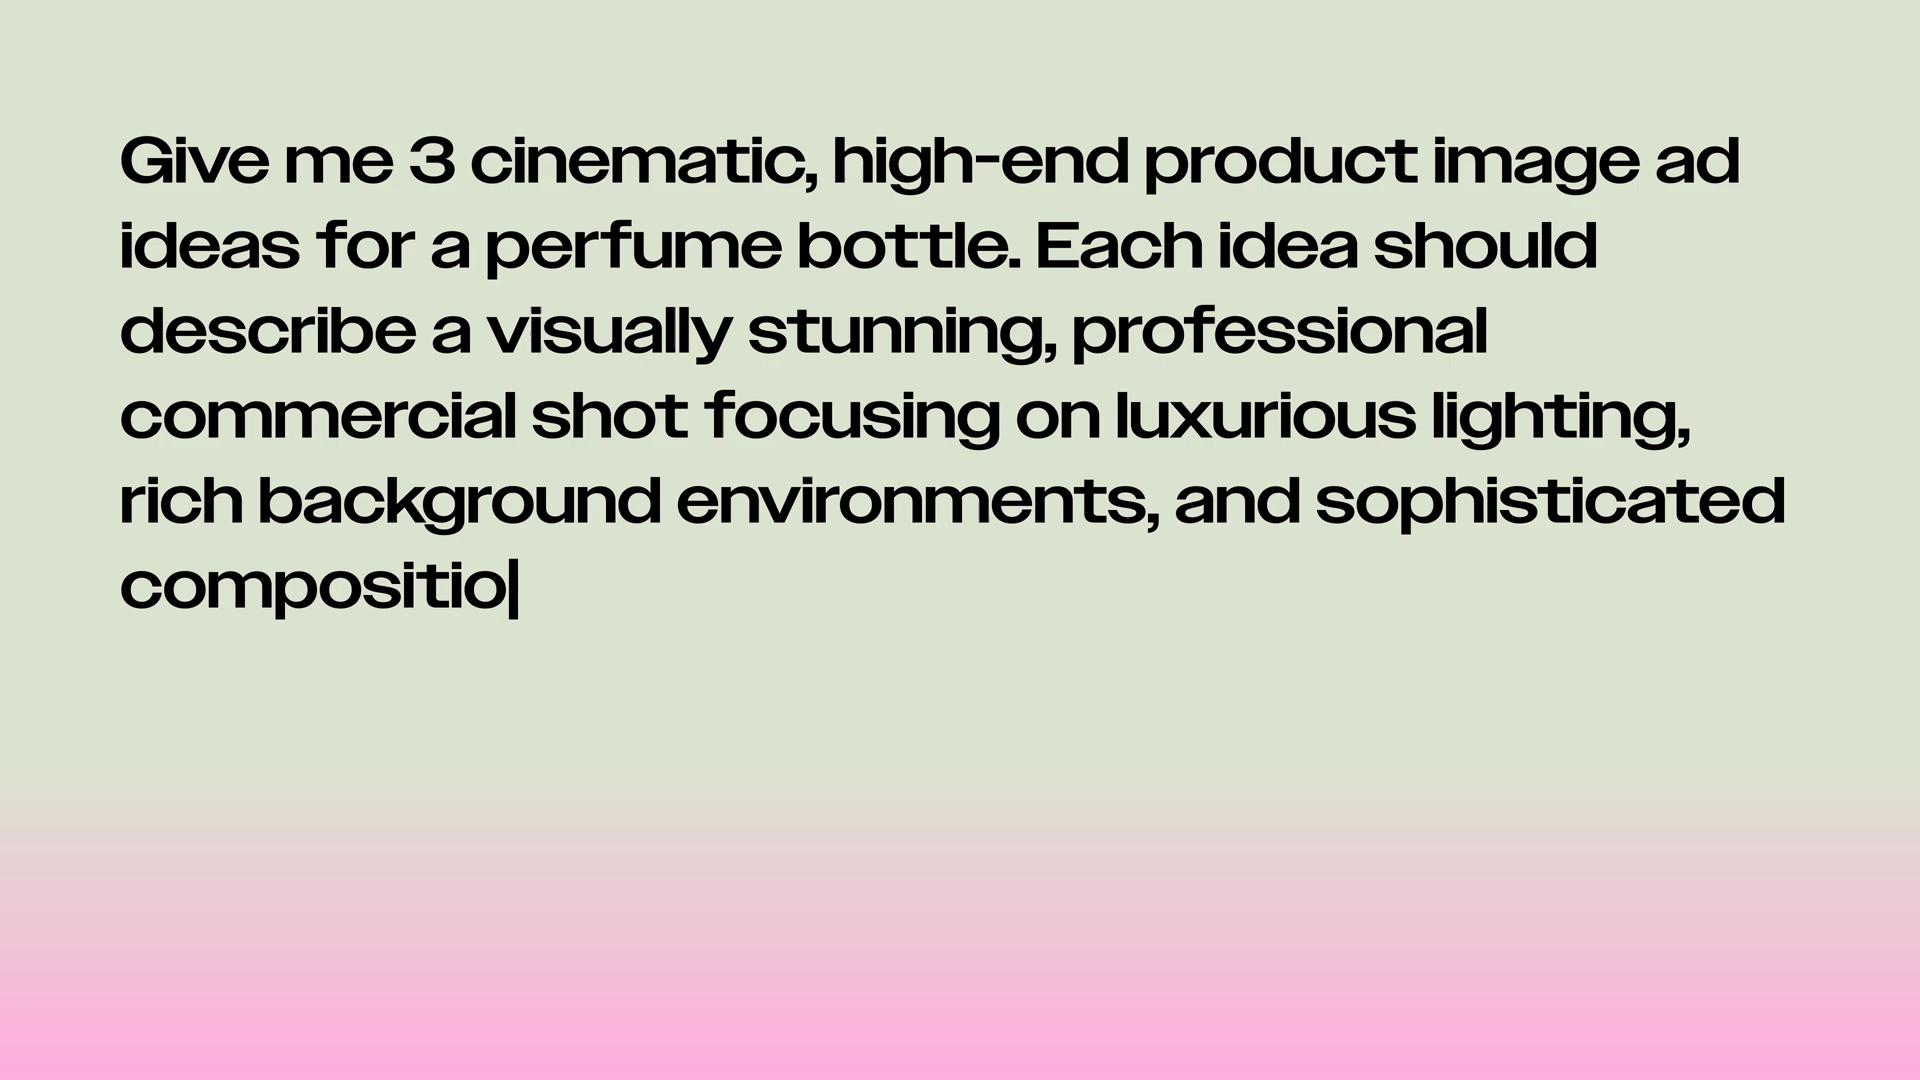 Give me 3 cinematic, high-end product image ad
ideas for a perfume bottle. Each idea should
describe a visually stunning, professional
commercial shot focusing on luxurious lighting,
rich background environments, and sophisticated
compositio|